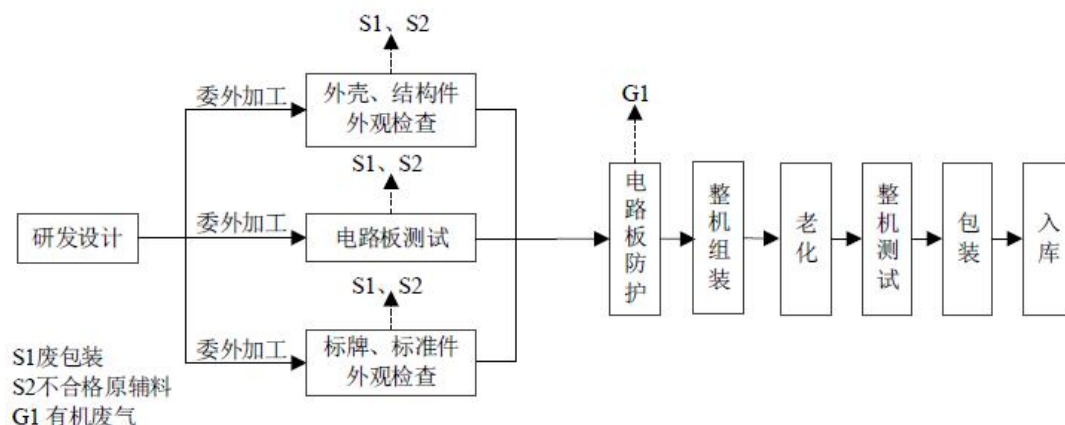 S1、S2
委外加工
外壳、结构件
外观检查
G1
S1、S2
研发设计
委外加工
电路板测试
电路板防护
整机组装
老化
整机测试
包装
入库
S1、S2
委外加工
标牌、标准件
外观检查
S1废包装
S2不合格原辅料
G1 有机废气